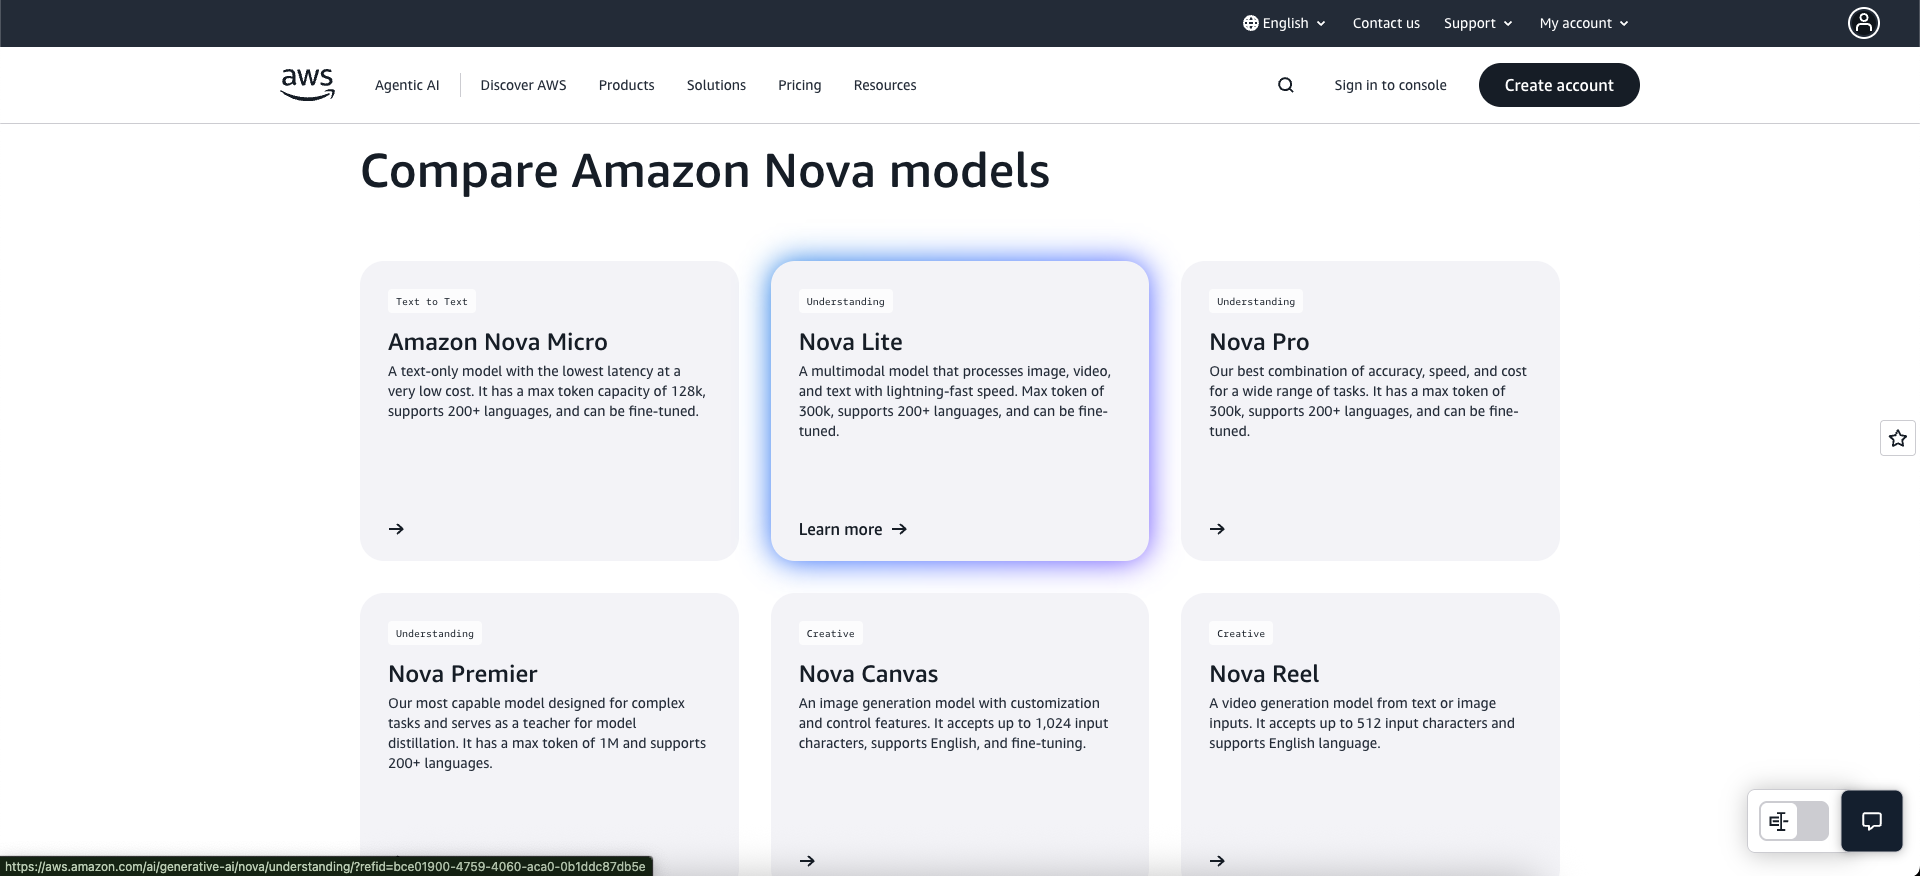 English
Contact us
Support
My account
aws
Agentic AI
Discover AWS
Products
Solutions
Pricing
Resources
Sign in to console
Create account
Compare Amazon Nova models
Text to Text
Amazon Nova Micro
A text-only model with the lowest latency at a
very low cost. It has a max token capacity of 128k,
supports 200+ languages, and can be fine-tuned.
Understanding
Nova Lite
A multimodal model that processes image, video,
and text with lightning-fast speed. Max token of
300k, supports 200+ languages, and can be fine-
tuned.
Learn more
Understanding
Nova Pro
Our best combination of accuracy, speed, and cost
for a wide range of tasks. It has a max token of
300k, supports 200+ languages, and can be fine-
tuned.
Understanding
Nova Premier
Our most capable model designed for complex
tasks and serves as a teacher for model
distillation. It has a max token of 1M and supports
200+ languages.
Creative
Nova Canvas
An image generation model with customization
and control features. It accepts up to 1,024 input
characters, supports English, and fine-tuning.
Creative
Nova Reel
A video generation model from text or image
inputs. It accepts up to 512 input characters and
supports English language.
https://aws.amazon.com/ai/generative-ai/nova/understanding/?refid=bce01900-4759-4060-aca0-0b1ddc87db5e